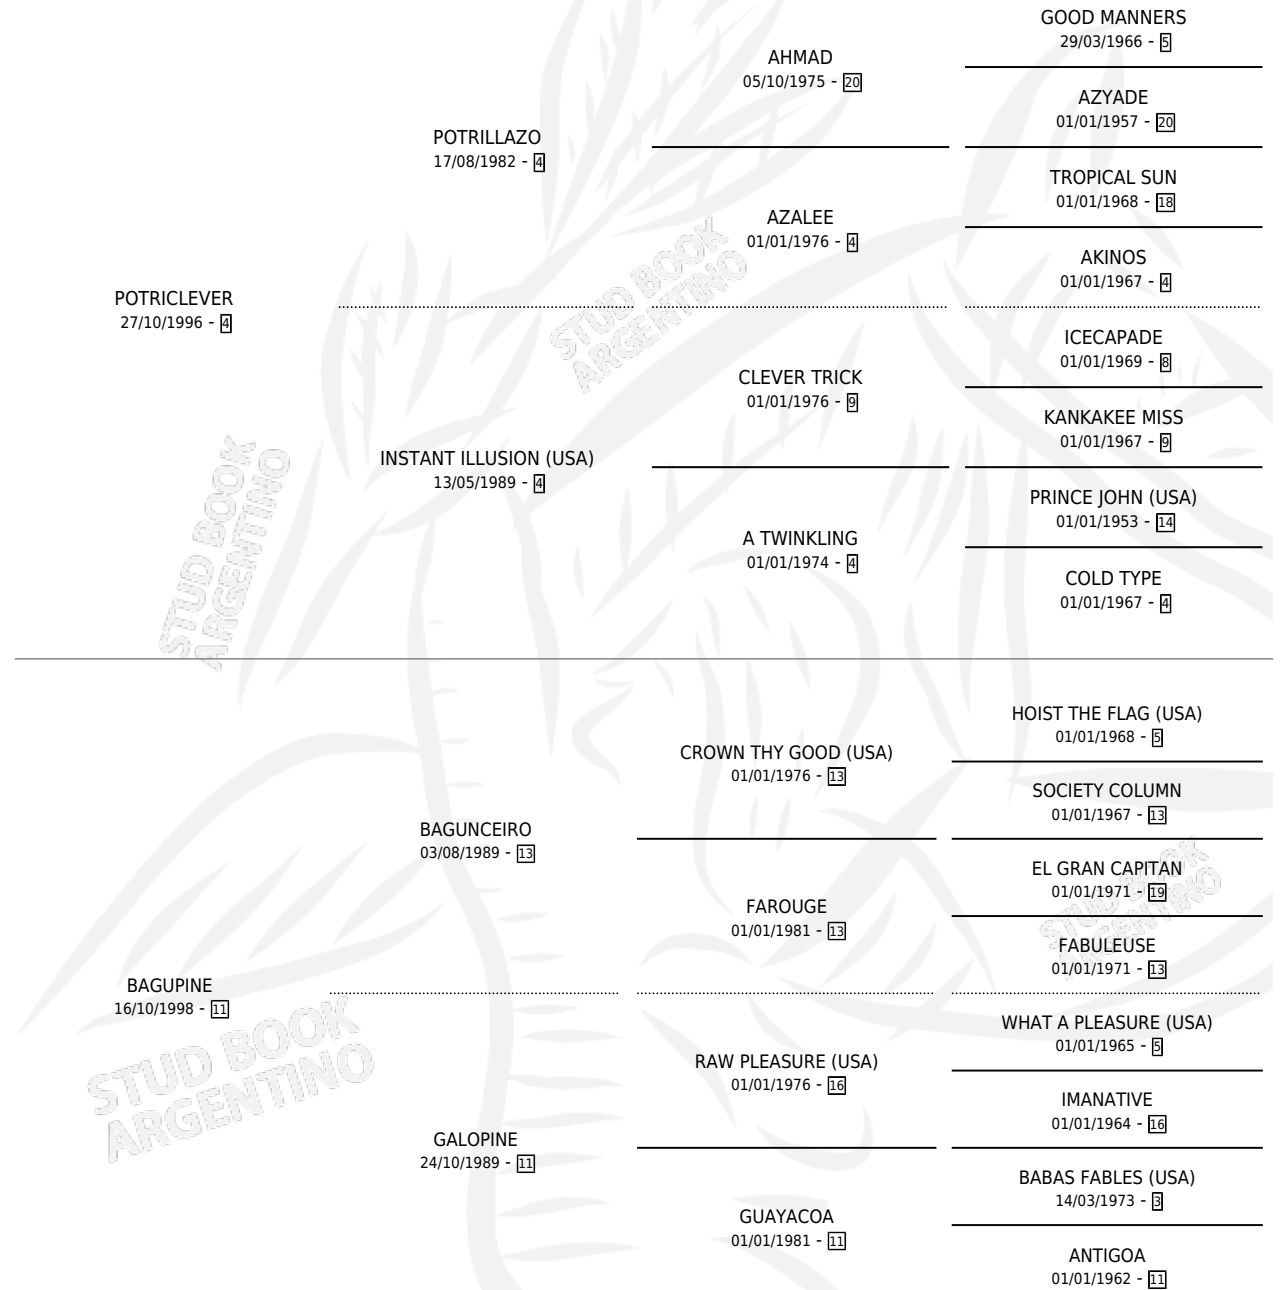 GOOD MANNERS
29/03/1966 - 5
AHMAD
05/10/1975 - 20
AZYADE
01/01/1957 - 20
POTRILLAZO
17/08/1982 - 4
TROPICAL SUN
01/01/1968 - 18
AZALEE
01/01/1976 - 4
AKINOS
01/01/1967 - 4
POTRICLEVER
27/10/1996 - 4
ICECAPADE
01/01/1969 - 8
CLEVER TRICK
01/01/1976 - 9
KANKAKEE MISS
01/01/1967 - 9
INSTANT ILLUSION (USA)
13/05/1989 - 4
PRINCE JOHN (USA)
01/01/1953 - 14
A TWINKLING
01/01/1974 - 4
COLD TYPE
01/01/1967 - 4
HOIST THE FLAG (USA)
01/01/1968 - 5
CROWN THY GOOD (USA)
01/01/1976 - 13
SOCIETY COLUMN
01/01/1967 - 13
BAGUNCEIRO
03/08/1989 - 13
EL GRAN CAPITAN
01/01/1971 - 19
FAROUGE
01/01/1981 - 13
FABULEUSE
01/01/1971 - 13
BAGUPINE
16/10/1998 - 11
WHAT A PLEASURE (USA)
01/01/1965 - 5
RAW PLEASURE (USA)
01/01/1976 - 16
IMANATIVE
01/01/1964 - 16
GALOPINE
24/10/1989 - 11
BABAS FABLES (USA)
14/03/1973 - 3
GUAYACOA
01/01/1981 - 11
ANTIGOA
01/01/1962 - 11
STUD BOOK
ARGENTINO
STUD BOOK
ARGENTINO
STUD BOOK
ARGENTINO
STUD BOOK
ARGENTINO